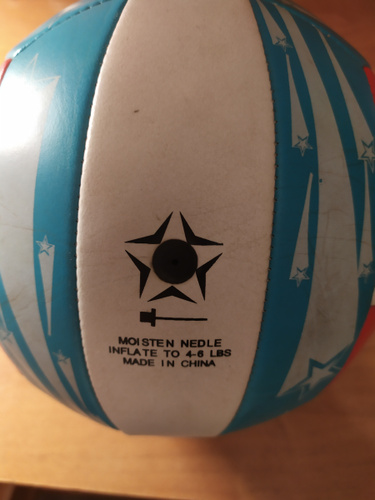 MOISTEN NEDLE
INFLATE TO 4-6 LBS
MADE IN CHINA